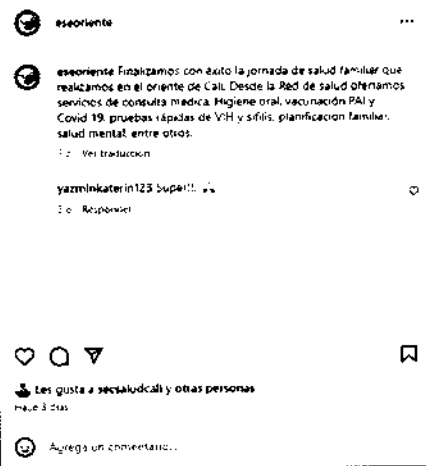 eseoriente
eseoriente Finalizamos con éxito la jornada de salud familiar que
realizamos en el oriente de Cali. Desde la Red de salud ofertamos
servicios de consulta médica, Higiene oral, vacunación PAI y
Covid 19, pruebas rápidas de VIH y sífilis, planificación familiar,
salud mental, entre otros.
Ver traducción
yazminkaterin123 Super!!!
Responder
Les gusta a secsaludcali y otras personas
Hace 3 días
Agrega un comentario...